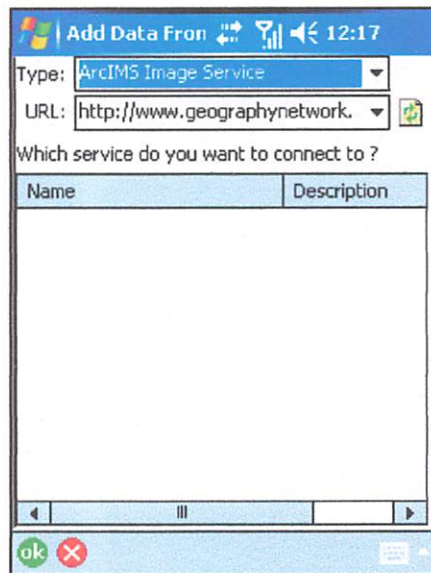 Add Data Fron 12:17
Type: ArcIMS Image Service
URL: http://www.geographynetwork.
Which service do you want to connect to ?
Name Description
ok